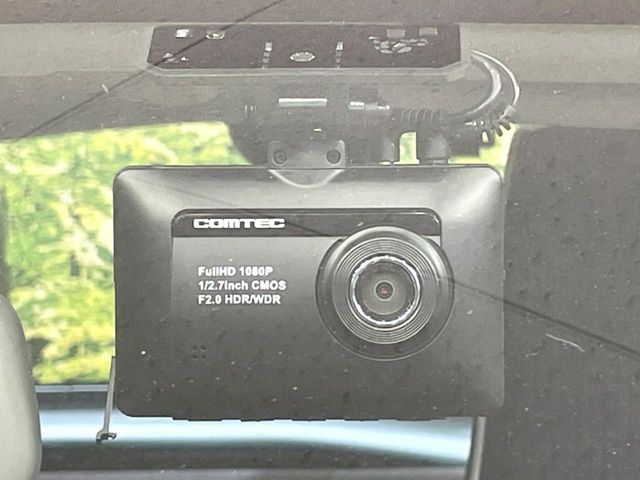 COMTEC
FullHD 1080P
1/2.7inch CMOS
F2.0 HDR/WDR